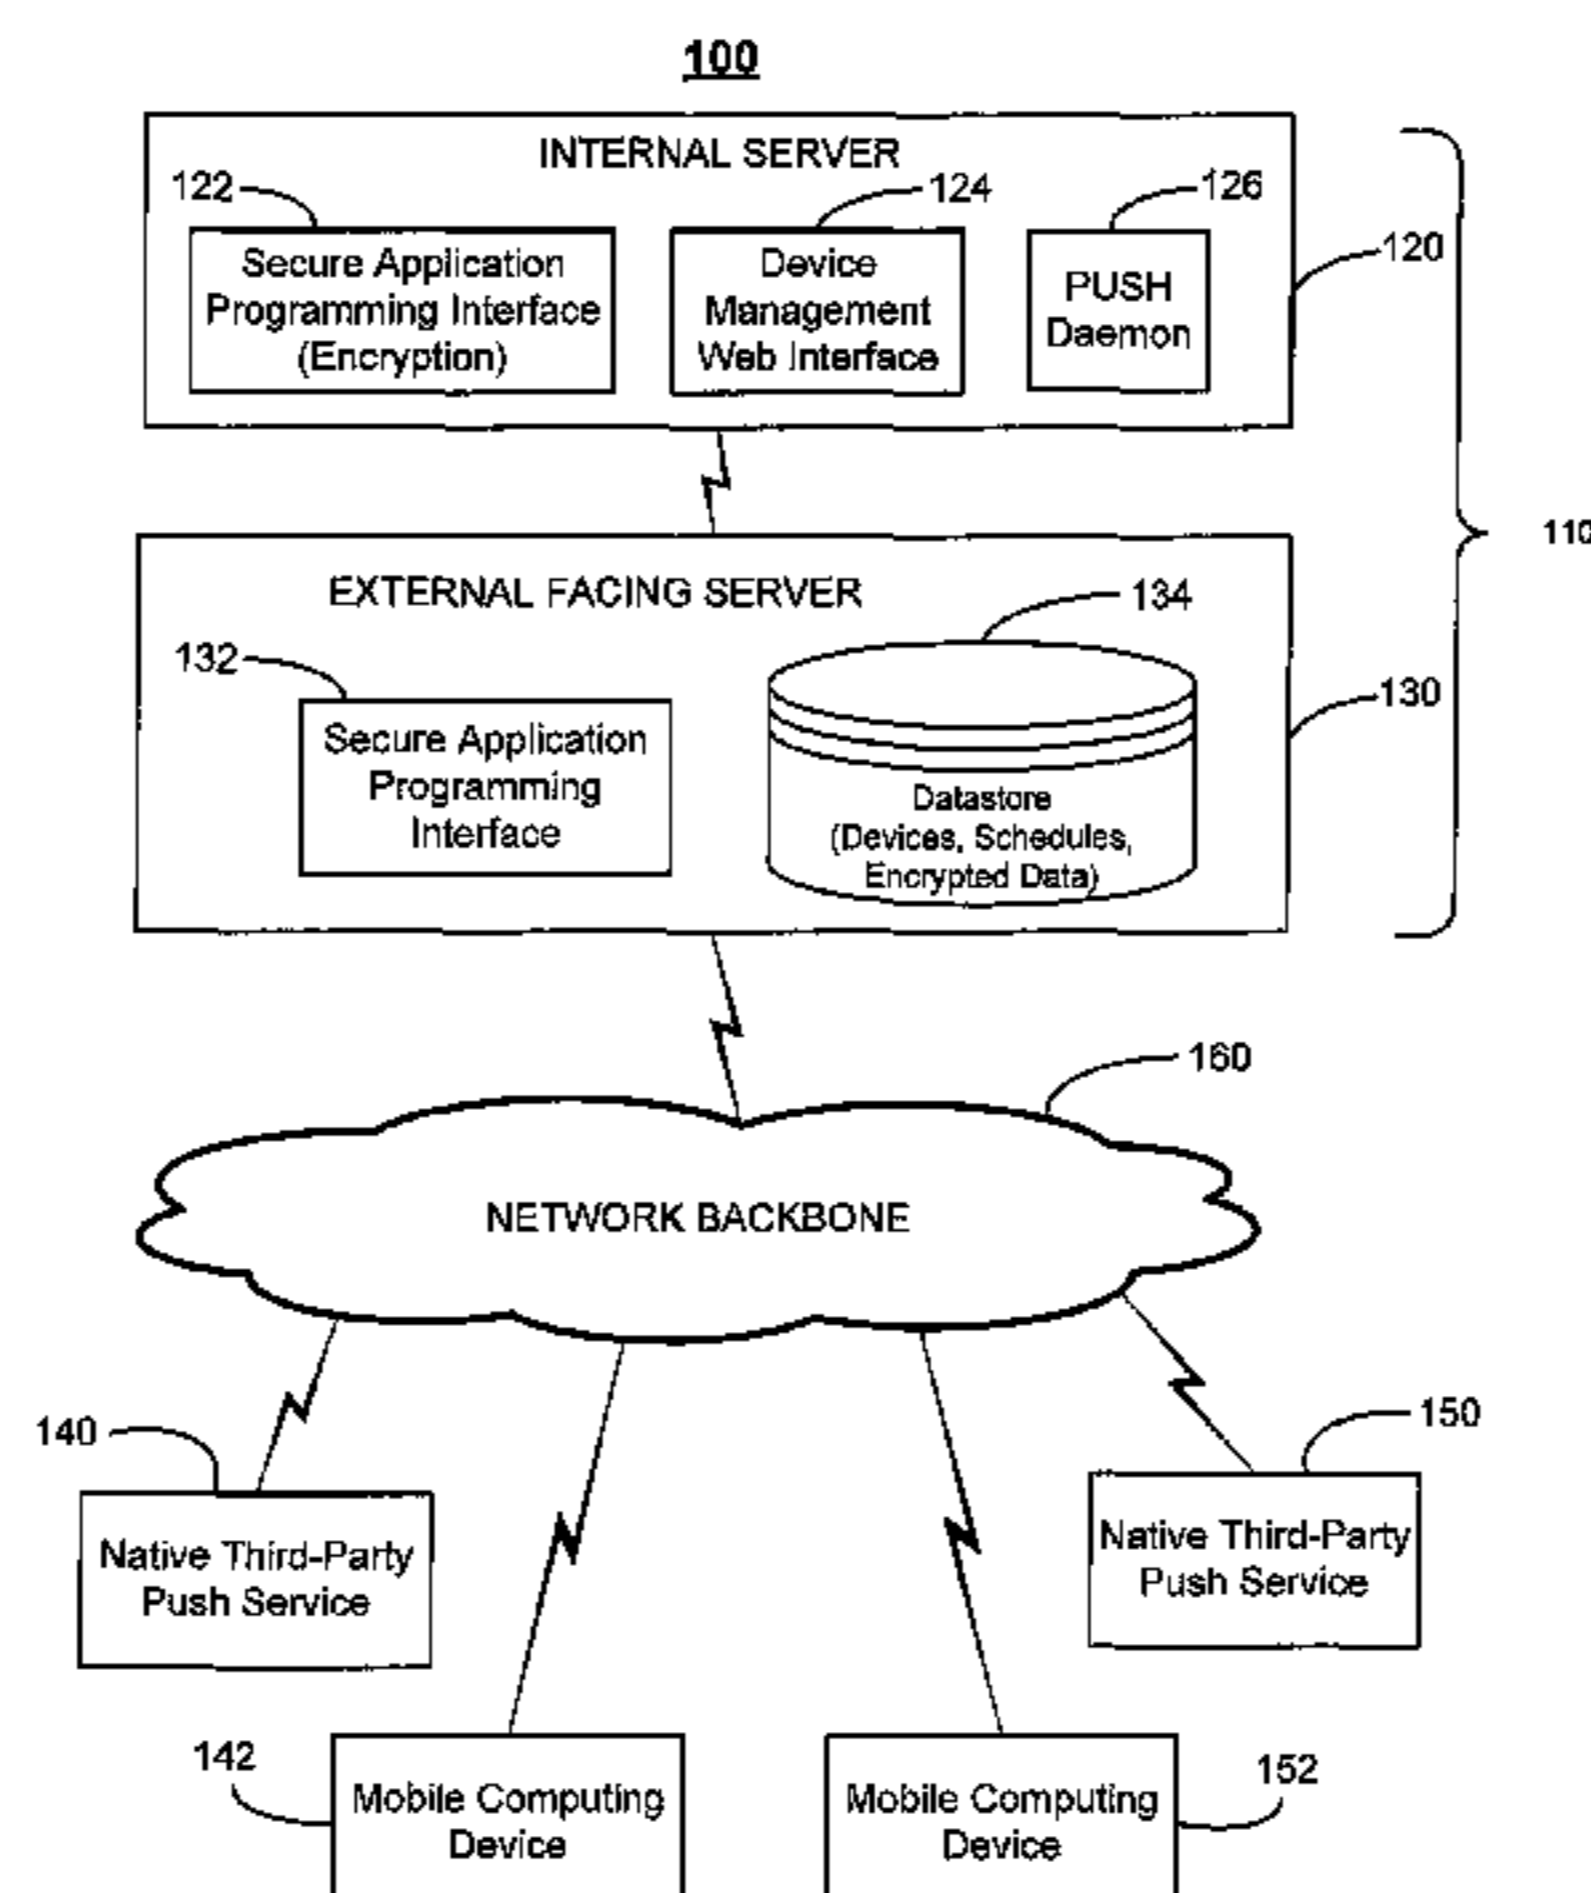 100
INTERNAL SERVER
122
124
126
Secure Application
Programming Interface
(Encryption)
Device
Management
Web Interface
PUSH
Daemon
120
110
EXTERNAL FACING SERVER
132
134
Secure Application
Programming
Interface
Datastore
(Devices, Schedules,
Encrypted Data)
130
160
NETWORK BACKBONE
140
150
Native Third-Party
Push Service
Native Third-Party
Push Service
142
152
Mobile Computing
Device
Mobile Computing
Device